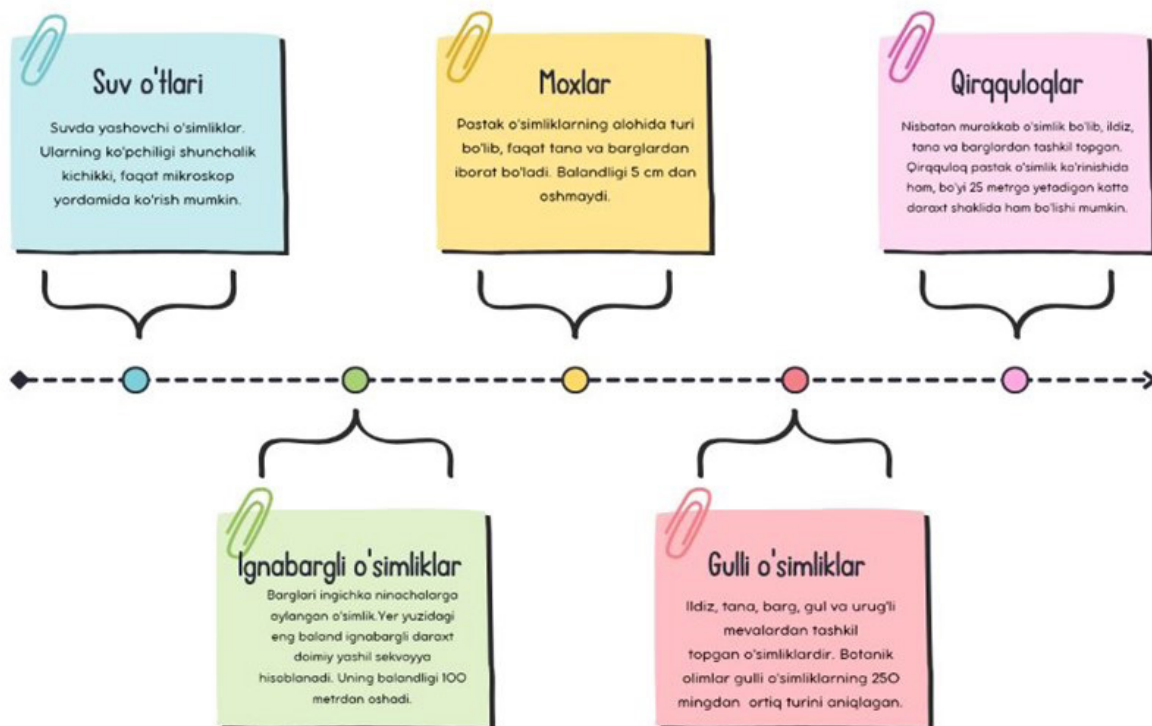 Suv o'tlari
Suvda yashovchi o'simliklar.
Ularning ko'pchiligi shunchalik
kichikki, faqat mikroskop
yordamida ko'rish mumkin.
Moxlar
Pastak o'simliklarning alohida turi
bo'lib, faqat tana va barglardan
iborat bo'ladi. Balandligi 5 cm dan
oshmaydi.
Qirqquloqlar
Nisbatan murakkab o'simlik bo'lib, ildiz,
tana va barglardan tashkil topgan.
Qirqquloq pastak o'simlik ko'rinishida
ham, bo'yi 25 metrga yetadigan katta
daraxt shaklida ham bo'lishi mumkin.
Ignabargli o'simliklar
Barglari ingichka ninachalarga
aylangan o'simlik.Yer yuzidagi
eng baland ignabargli daraxt
doimiy yashil sekvoyya
hisoblanadi. Uning balandligi 100
metrdan oshadi.
Gulli o'simliklar
Ildiz, tana, barg, gul va urug'li
mevalardan tashkil
topgan o'simliklardir. Botanik
olimlar gulli o'simliklarning 250
mingdan ortiq turini aniqlagan.